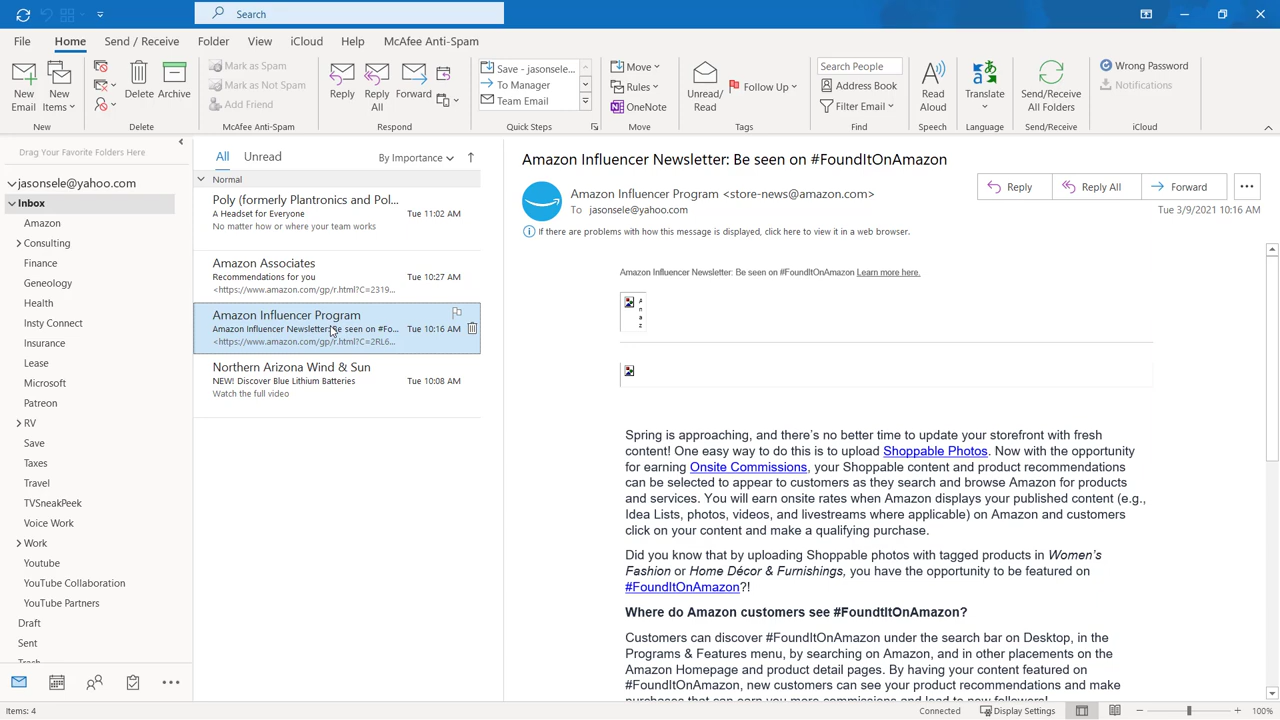 Search
File
Home
Send / Receive
Folder
View
iCloud
Help
McAfee Anti-Spam
New Email
New Items
Delete
Archive
Mark as Spam
Mark as Not Spam
Add Friend
Reply
Reply All
Forward
Save - jasonsele...
To Manager
Team Email
Move
Rules
OneNote
Unread/ Read
Follow Up
Search People
Address Book
Filter Email
Read Aloud
Translate
Send/Receive All Folders
Wrong Password
Notifications
New
Delete
McAfee Anti-Spam
Respond
Quick Steps
Move
Tags
Find
Speech
Language
Send/Receive
iCloud
Drag Your Favorite Folders Here
jasonsele@yahoo.com
Inbox
Amazon
Consulting
Finance
Geology
Health
Insty Connect
Insurance
Lease
Microsoft
Patreon
RV
Save
Taxes
Travel
TVSneakPeek
Voice Work
Work
Youtube
YouTube Collaboration
YouTube Partners
Draft
Sent
Trash
All
Unread
By Importance
Normal
Poly (formerly Plantronics and Pol...
A Headset for Everyone
Tue 11:02 AM
No matter how or where your team works
Amazon Associates
Recommendations for you
Tue 10:27 AM
<https://www.amazon.com/gp/r.html?C=2319...
Amazon Influencer Program
Amazon Influencer Newsletter: Be seen on #Fo...
Tue 10:16 AM
<https://www.amazon.com/gp/r.html?C=2RL6...
Northern Arizona Wind & Sun
NEW! Discover Blue Lithium Batteries
Tue 10:08 AM
Watch the full video
Amazon Influencer Newsletter: Be seen on #FoundItOnAmazon
Amazon Influencer Program <store-news@amazon.com>
To jasonsele@yahoo.com
Reply
Reply All
Forward
Tue 3/9/2021 10:16 AM
If there are problems with how this message is displayed, click here to view it in a web browser.
Amazon Influencer Newsletter: Be seen on #FoundItOnAmazon Learn more here.
A
m
a
z
Spring is approaching, and there's no better time to update your storefront with fresh
content! One easy way to do this is to upload Shoppable Photos. Now with the opportunity
for earning Onsite Commissions, your Shoppable content and product recommendations
can be selected to appear to customers as they search and browse Amazon for products
and services. You will earn onsite rates when Amazon displays your published content (e.g.,
Idea Lists, photos, videos, and livestreams where applicable) on Amazon and customers
click on your content and make a qualifying purchase.
Did you know that by uploading Shoppable photos with tagged products in Women's
Fashion or Home Décor & Furnishings, you have the opportunity to be featured on
#FoundItOnAmazon?!
Where do Amazon customers see #FoundtItOnAmazon?
Customers can discover #FoundItOnAmazon under the search bar on Desktop, in the
Programs & Features menu, by searching on Amazon, and in other placements on the
Amazon Homepage and product detail pages. By having your content featured on
#FoundItOnAmazon, new customers can see your product recommendations and make
purchases that can earn you more commissions and lead to new followers!
Items: 4
Connected
Display Settings
100%